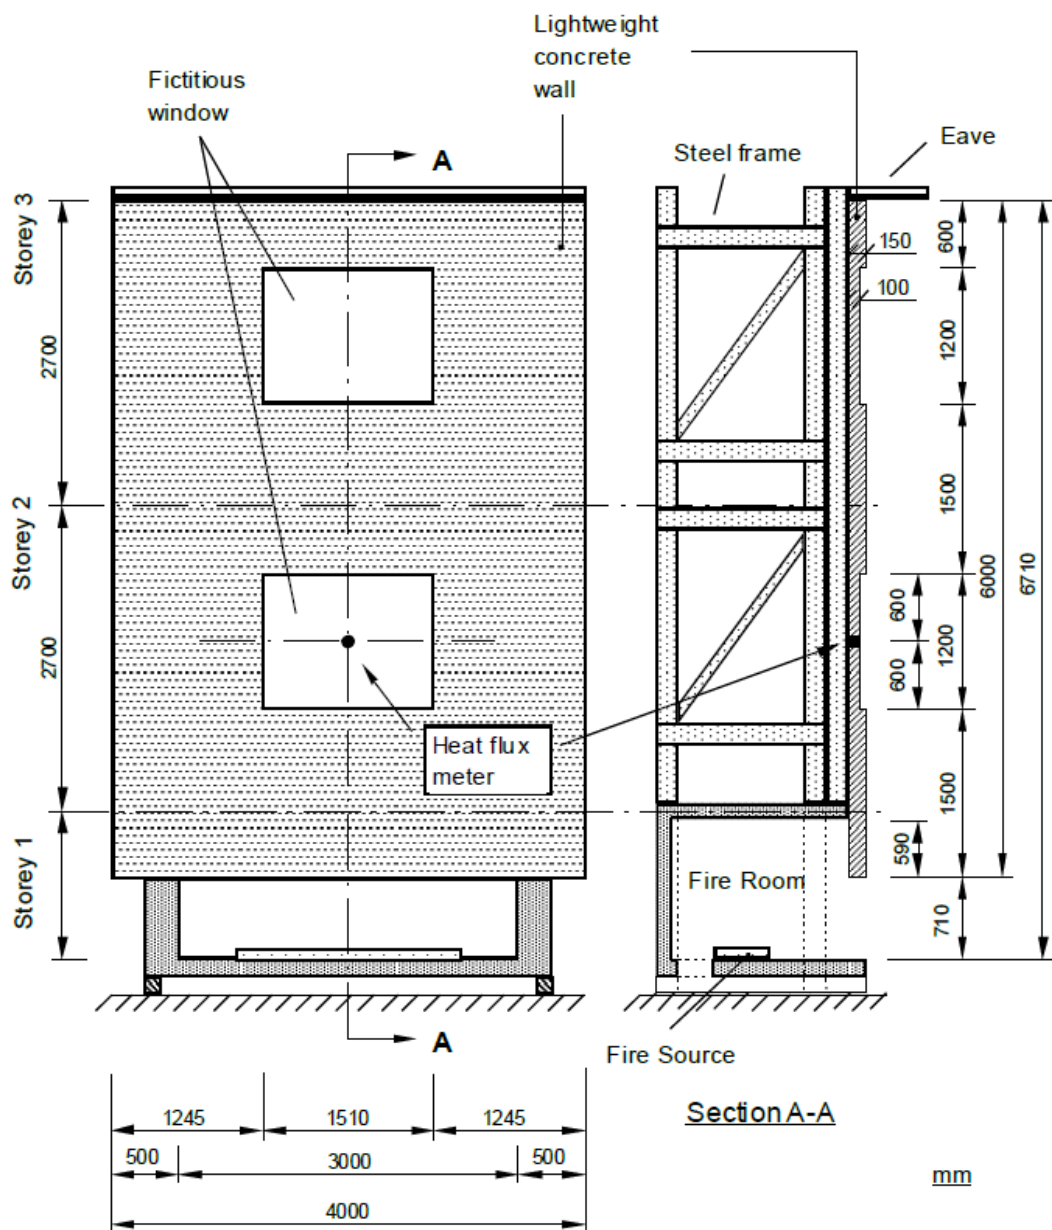 Lightweight
concrete
wall
Fictitious
window
A
Steel frame
Eave
Storey 3
2700
150
100
600
1200
1500
6000
6710
Storey 2
2700
600
600
1200
Heat flux
meter
1500
590
Storey 1
Fire Room
710
A
Fire Source
1245
1510
1245
Section A-A
500
3000
500
mm
4000